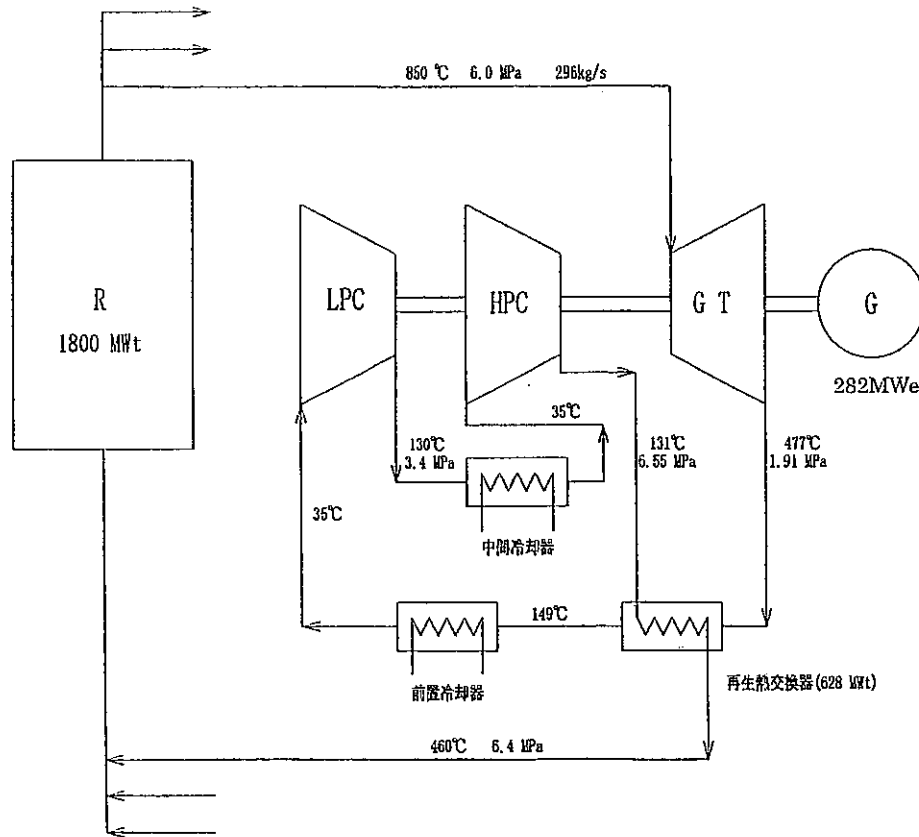 850 ℃ 6.0 MPa 296kg/s
R
1800 MWt
LPC
HPC
G T
G
282MWe
35℃
130℃
3.4 MPa
131℃
6.55 MPa
477℃
1.91 MPa
35℃
中間冷却器
149℃
前置冷却器
再生熱交換器(628 MWt)
460℃ 6.4 MPa